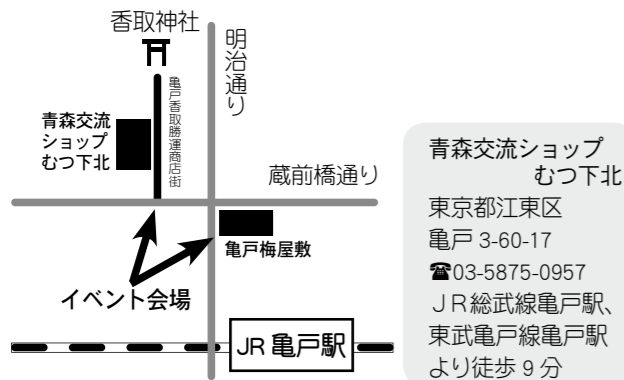 香取神社
明治通り
亀戸香取勝運商店街
青森交流
ショップ
むつ下北
蔵前橋通り
亀戸梅屋敷
イベント会場
JR 亀戸駅
青森交流ショップ
むつ下北
東京都江東区
亀戸 3-60-17
☎03-5875-0957
ＪＲ総武線亀戸駅、
東武亀戸線亀戸駅
より徒歩 9 分